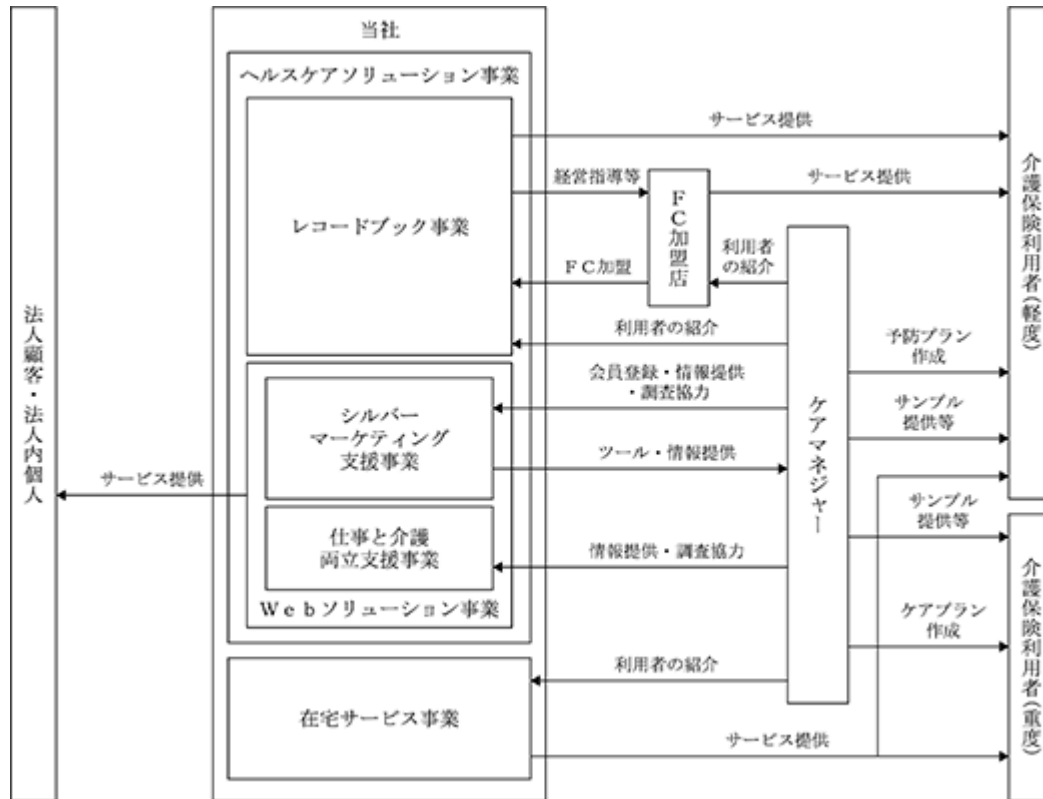 当社
ヘルスケアソリューション事業
サービス提供
経営指導等
サービス提供
レコードブック事業
FC加盟店
利用者
の紹介
FC加盟
利用者の紹介
介護保険利用者(軽度)
予防プラン
作成
会員登録・情報提供
・調査協力
シルバー
マーケティング
支援事業
サンプル
提供等
ツール・情報提供
ケアマネジャー
法人顧客・法人内個人
サービス提供
サンプル
提供等
仕事と介護
両立支援事業
情報提供・調査協力
Webソリューション事業
ケアプラン
作成
介護保険利用者(重度)
利用者の紹介
在宅サービス事業
サービス提供